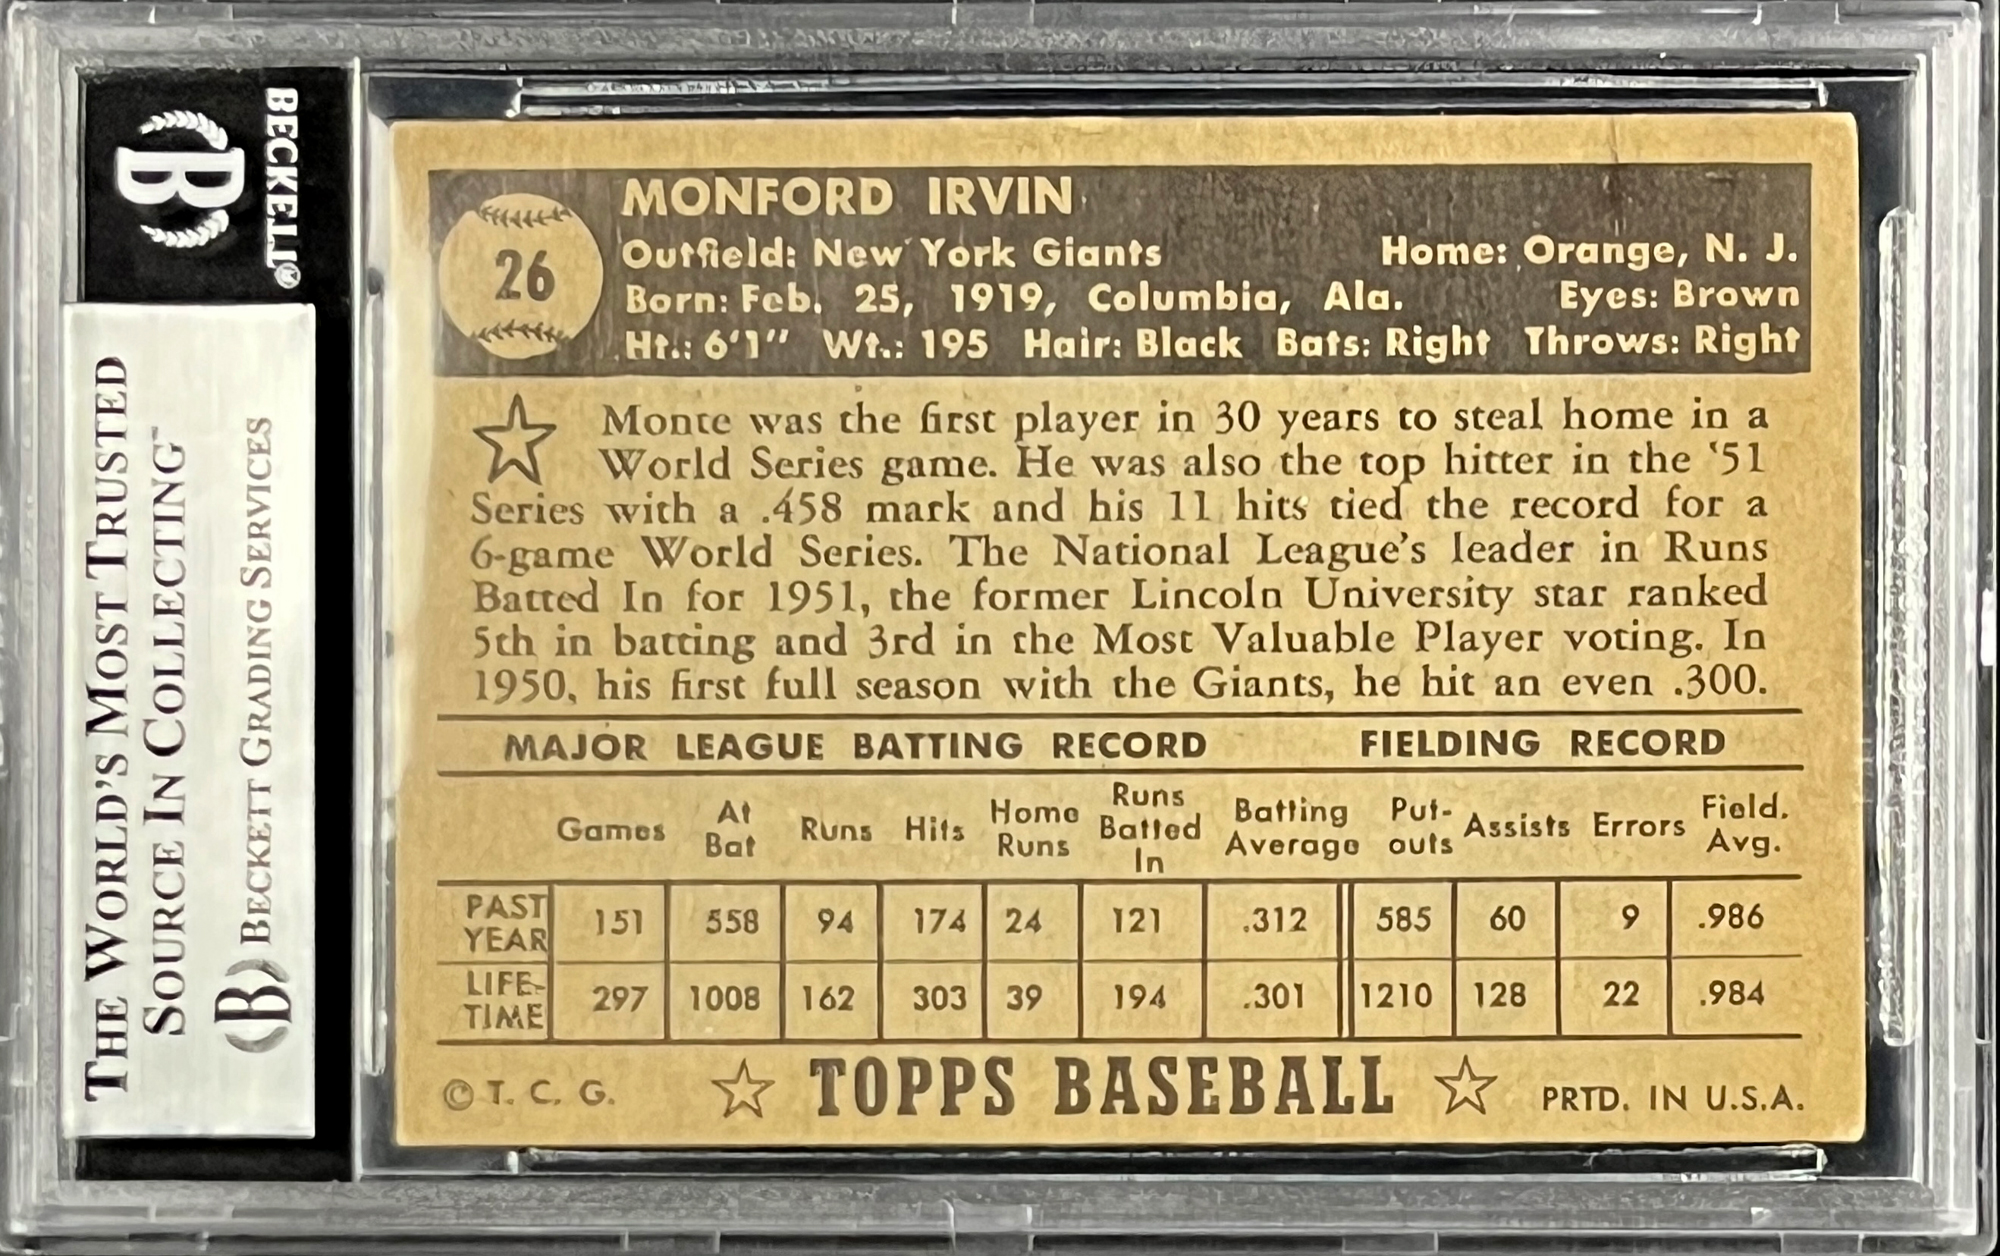 BECKETT®
THE WORLD'S MOST TRUSTED
SOURCE IN COLLECTING™
B BECKETT GRADING SERVICES
B
26
MONFORD IRVIN
Outfield: New York Giants Home: Orange, N. J.
Born: Feb. 25, 1919, Columbia, Ala. Eyes: Brown
Ht.: 6'1" Wt.: 195 Hair: Black Bats: Right Throws: Right
Monte was the first player in 30 years to steal home in a
World Series game. He was also the top hitter in the '51
Series with a .458 mark and his 11 hits tied the record for a
6-game World Series. The National League's leader in Runs
Batted In for 1951, the former Lincoln University star ranked
5th in batting and 3rd in the Most Valuable Player voting. In
1950, his first full season with the Giants, he hit an even .300.
MAJOR LEAGUE BATTING RECORD FIELDING RECORD
Games At Bat Runs Hits Home Runs Runs Batted In Batting Average Put-outs Assists Errors Field. Avg.
PAST YEAR 151 558 94 174 24 121 .312 585 60 9 .986
LIFE-TIME 297 1008 162 303 39 194 .301 1210 128 22 .984
© T. C. G. TOPPS BASEBALL PRTD. IN U.S.A.